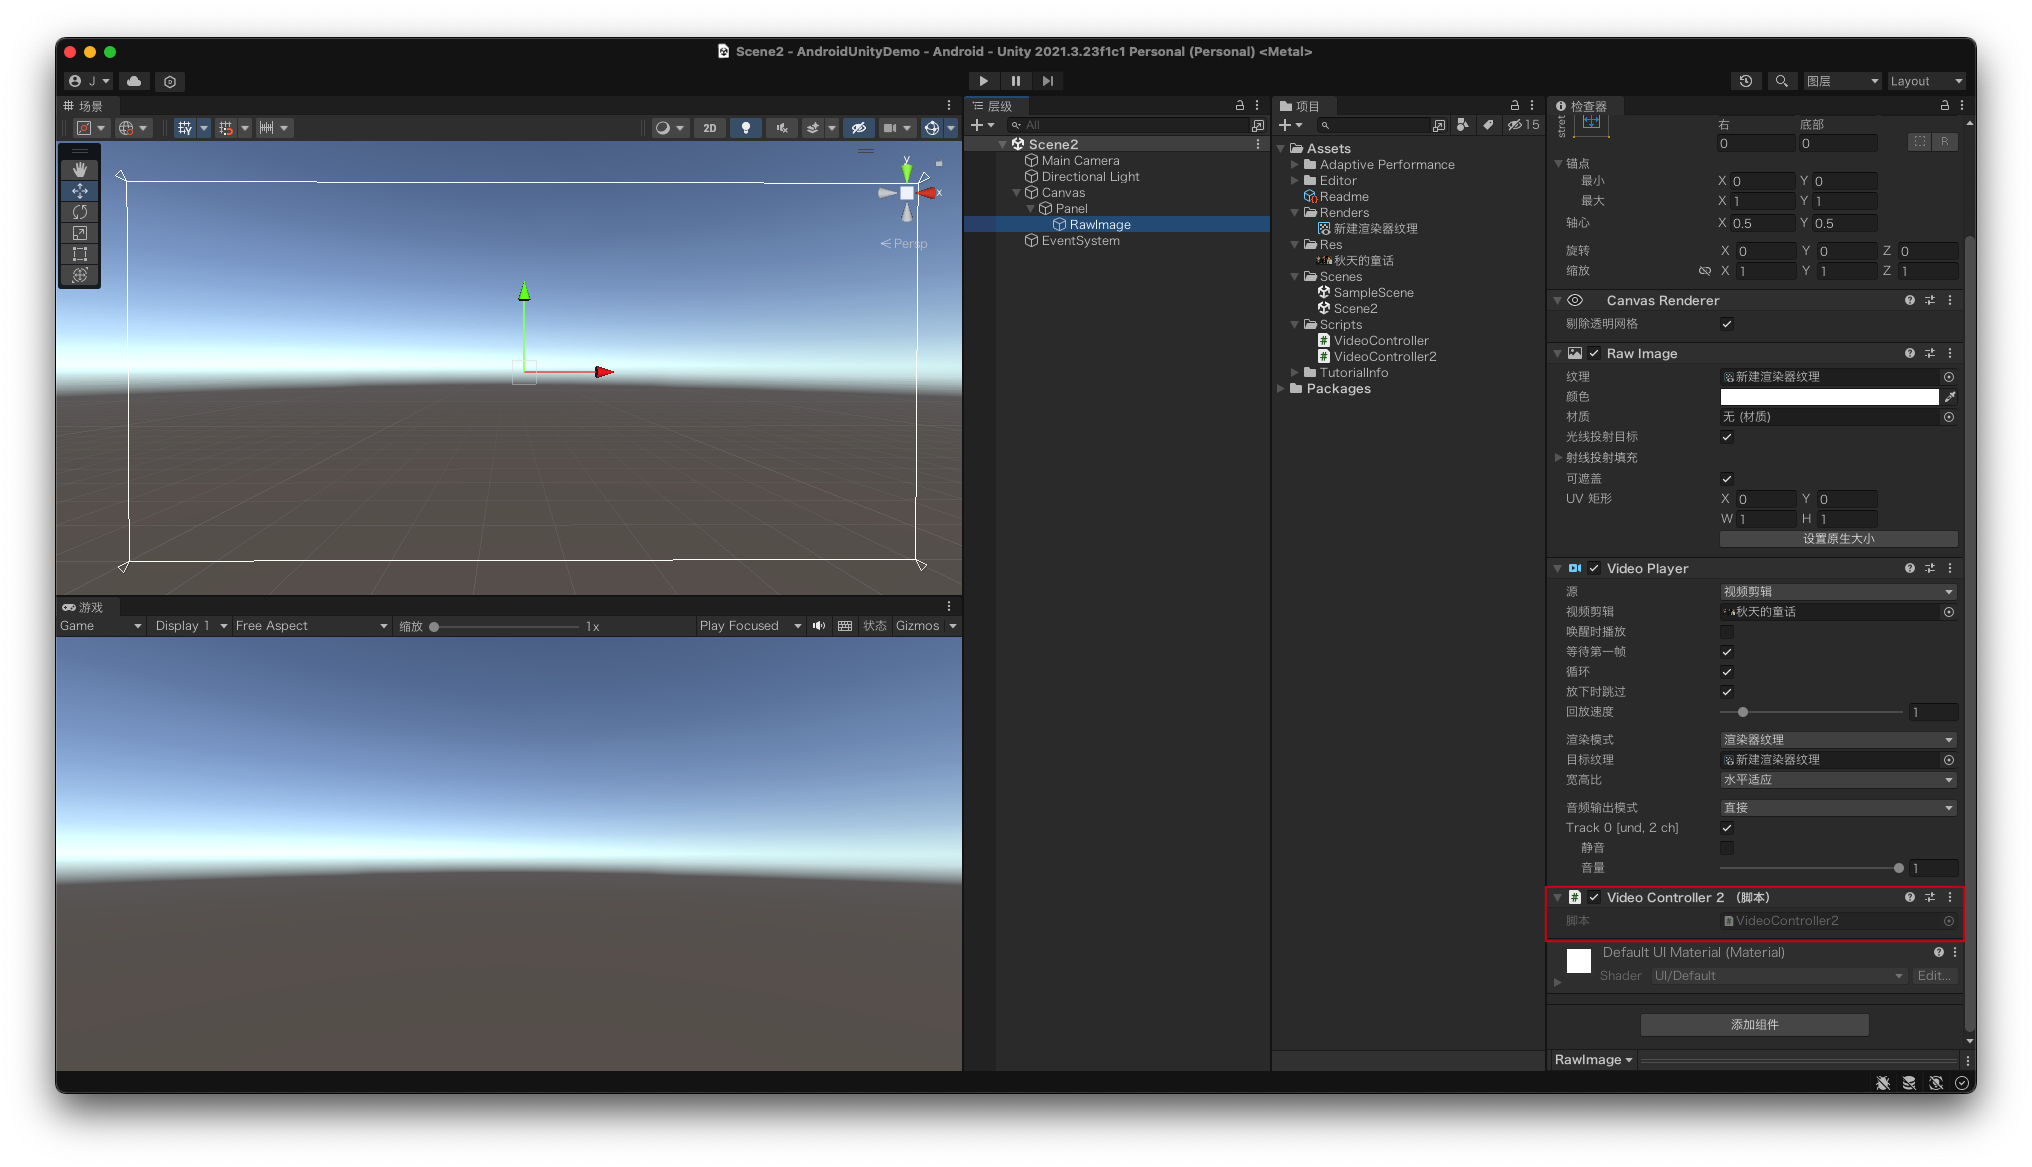 Scene2 - AndroidUnityDemo - Android - Unity 2021.3.23f1c1 Personal (Personal) <Metal>
J
图层
Layout
场景
2D
y
x
Persp
游戏
Game
Display 1
Free Aspect
缩放
1x
Play Focused
状态
Gizmos
层级
All
Scene2
Main Camera
Directional Light
Canvas
Panel
RawImage
EventSystem
项目
15
Assets
Adaptive Performance
Editor
Readme
Renders
新建渲染器纹理
Res
秋天的童话
Scenes
SampleScene
Scene2
Scripts
VideoController
VideoController2
TutorialInfo
Packages
检查器
stret
右 底部
0 0
R
锚点
最小 X 0 Y 0
最大 X 1 Y 1
轴心 X 0.5 Y 0.5
旋转 X 0 Y 0 Z 0
缩放 X 1 Y 1 Z 1
Canvas Renderer
剔除透明网格
Raw Image
纹理 新建渲染器纹理
颜色
材质 无 (材质)
光线投射目标
射线投射填充
可遮盖
UV 矩形 X 0 Y 0
W 1 H 1
设置原生大小
Video Player
源 视频剪辑
视频剪辑 秋天的童话
唤醒时播放
等待第一帧
循环
放下时跳过
回放速度 1
渲染模式 渲染器纹理
目标纹理 新建渲染器纹理
宽高比 水平适应
音频输出模式 直接
Track 0 [und, 2 ch]
静音
音量 1
Video Controller 2 （脚本）
脚本 VideoController2
Default UI Material (Material)
Shader UI/Default Edit...
添加组件
RawImage